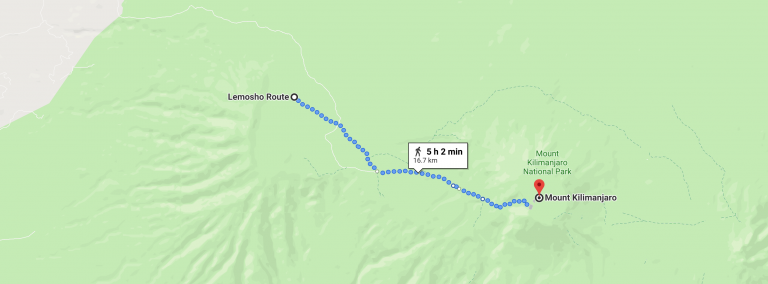 Lemosho Route
5 h 2 min
16.7 km
Mount
Kilimanjaro
National Park
Mount Kilimanjaro